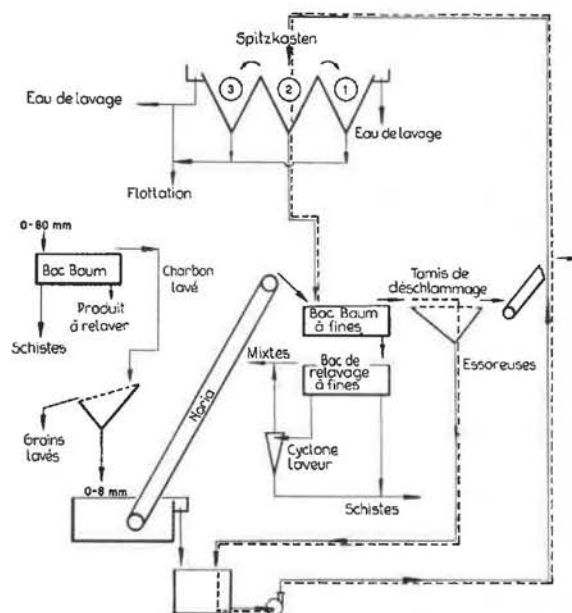 Spitzkasten
3
2
1
Eau de lavage
Eau de lavage
Flottation
0-80 mm
Bac Baum
Charbon
lavé
Produit
à relaver
Schistes
Tamis de
déschlammage
Bac Baum
à fines
Essoreuses
Mixtes
Bac de
relavage
à fines
Noria
Grains
lavés
Cyclone
laveur
0-8 mm
Schistes